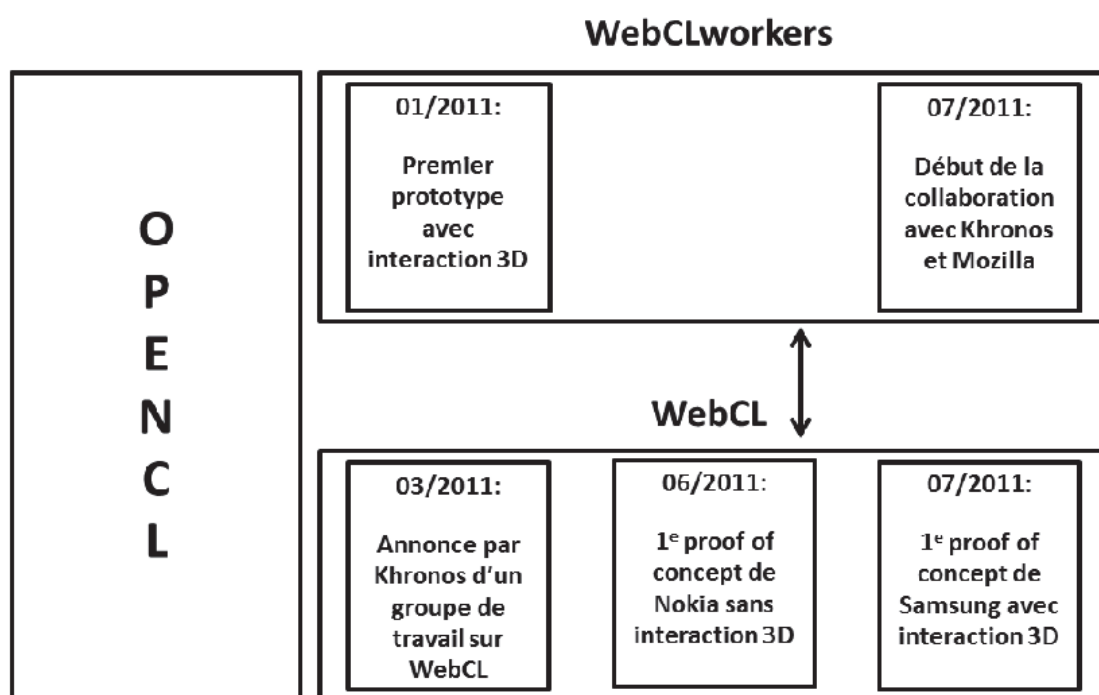 WebCLworkers
O
P
E
N
C
L
01/2011:
Premier
prototype
avec
interaction 3D
07/2011:
Début de la
collaboration
avec Khronos
et Mozilla
WebCL
03/2011:
Annonce par
Khronos d'un
groupe de
travail sur
WebCL
06/2011:
1ᵉ proof of
concept de
Nokia sans
interaction 3D
07/2011:
1ᵉ proof of
concept de
Samsung avec
interaction 3D